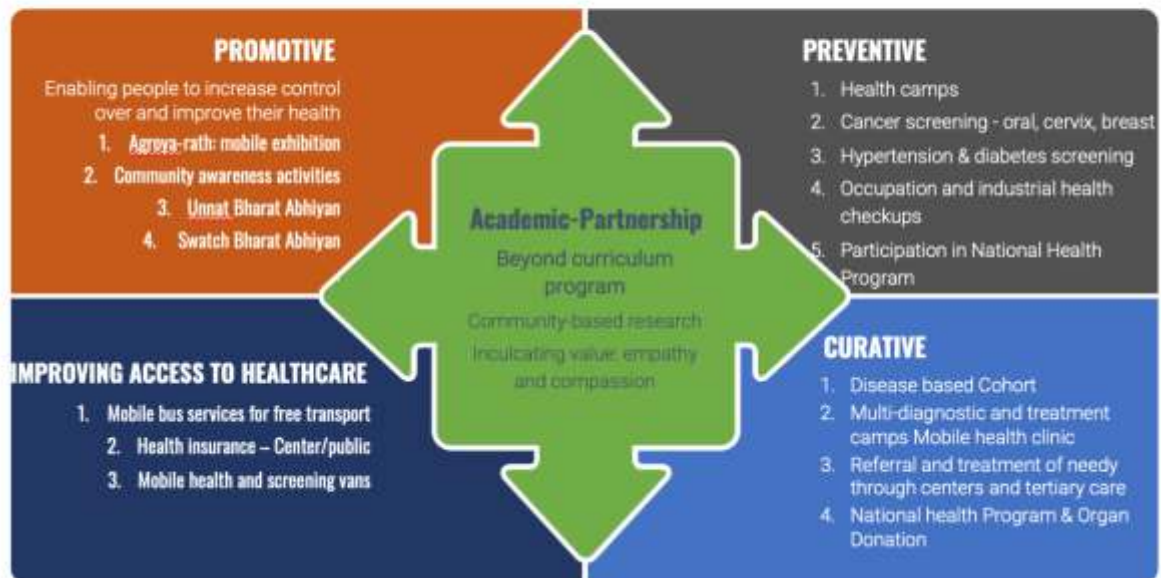 PROMOTIVE
Enabling people to increase control
over and improve their health
1. Agroya-rath: mobile exhibition
2. Community awareness activities
3. Unnat Bharat Abhiyan
4. Swatch Bharat Abhiyan
PREVENTIVE
1. Health camps
2. Cancer screening - oral, cervix, breast
3. Hypertension & diabetes screening
4. Occupation and industrial health
checkups
5. Participation in National Health
Program
Academic-Partnership
Beyond curriculum
program
Community-based research
Inculcating value: empathy
and compassion
IMPROVING ACCESS TO HEALTHCARE
1. Mobile bus services for free transport
2. Health insurance – Center/public
3. Mobile health and screening vans
CURATIVE
1. Disease based Cohort
2. Multi-diagnostic and treatment
camps Mobile health clinic
3. Referral and treatment of needy
through centers and tertiary care
4. National health Program & Organ
Donation